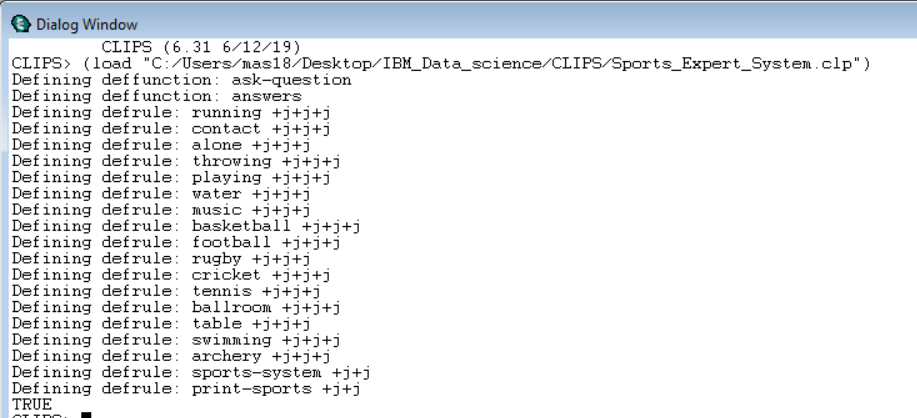 Dialog Window
CLIPS (6.31 6/12/19)
CLIPS> (load "C:/Users/mas18/Desktop/IBM_Data_science/CLIPS/Sports_Expert_System.clp")
Defining deffunction: ask-question
Defining deffunction: answers
Defining defrule: running +j+j+j
Defining defrule: contact +j+j+j
Defining defrule: alone +j+j+j
Defining defrule: throwing +j+j+j
Defining defrule: playing +j+j+j
Defining defrule: water +j+j+j
Defining defrule: music +j+j+j
Defining defrule: basketball +j+j+j
Defining defrule: football +j+j+j
Defining defrule: rugby +j+j+j
Defining defrule: cricket +j+j+j
Defining defrule: tennis +j+j+j
Defining defrule: ballroom +j+j+j
Defining defrule: table +j+j+j
Defining defrule: swimming +j+j+j
Defining defrule: archery +j+j+j
Defining defrule: sports-system +j+j
Defining defrule: print-sports +j+j
TRUE
CLIPS>